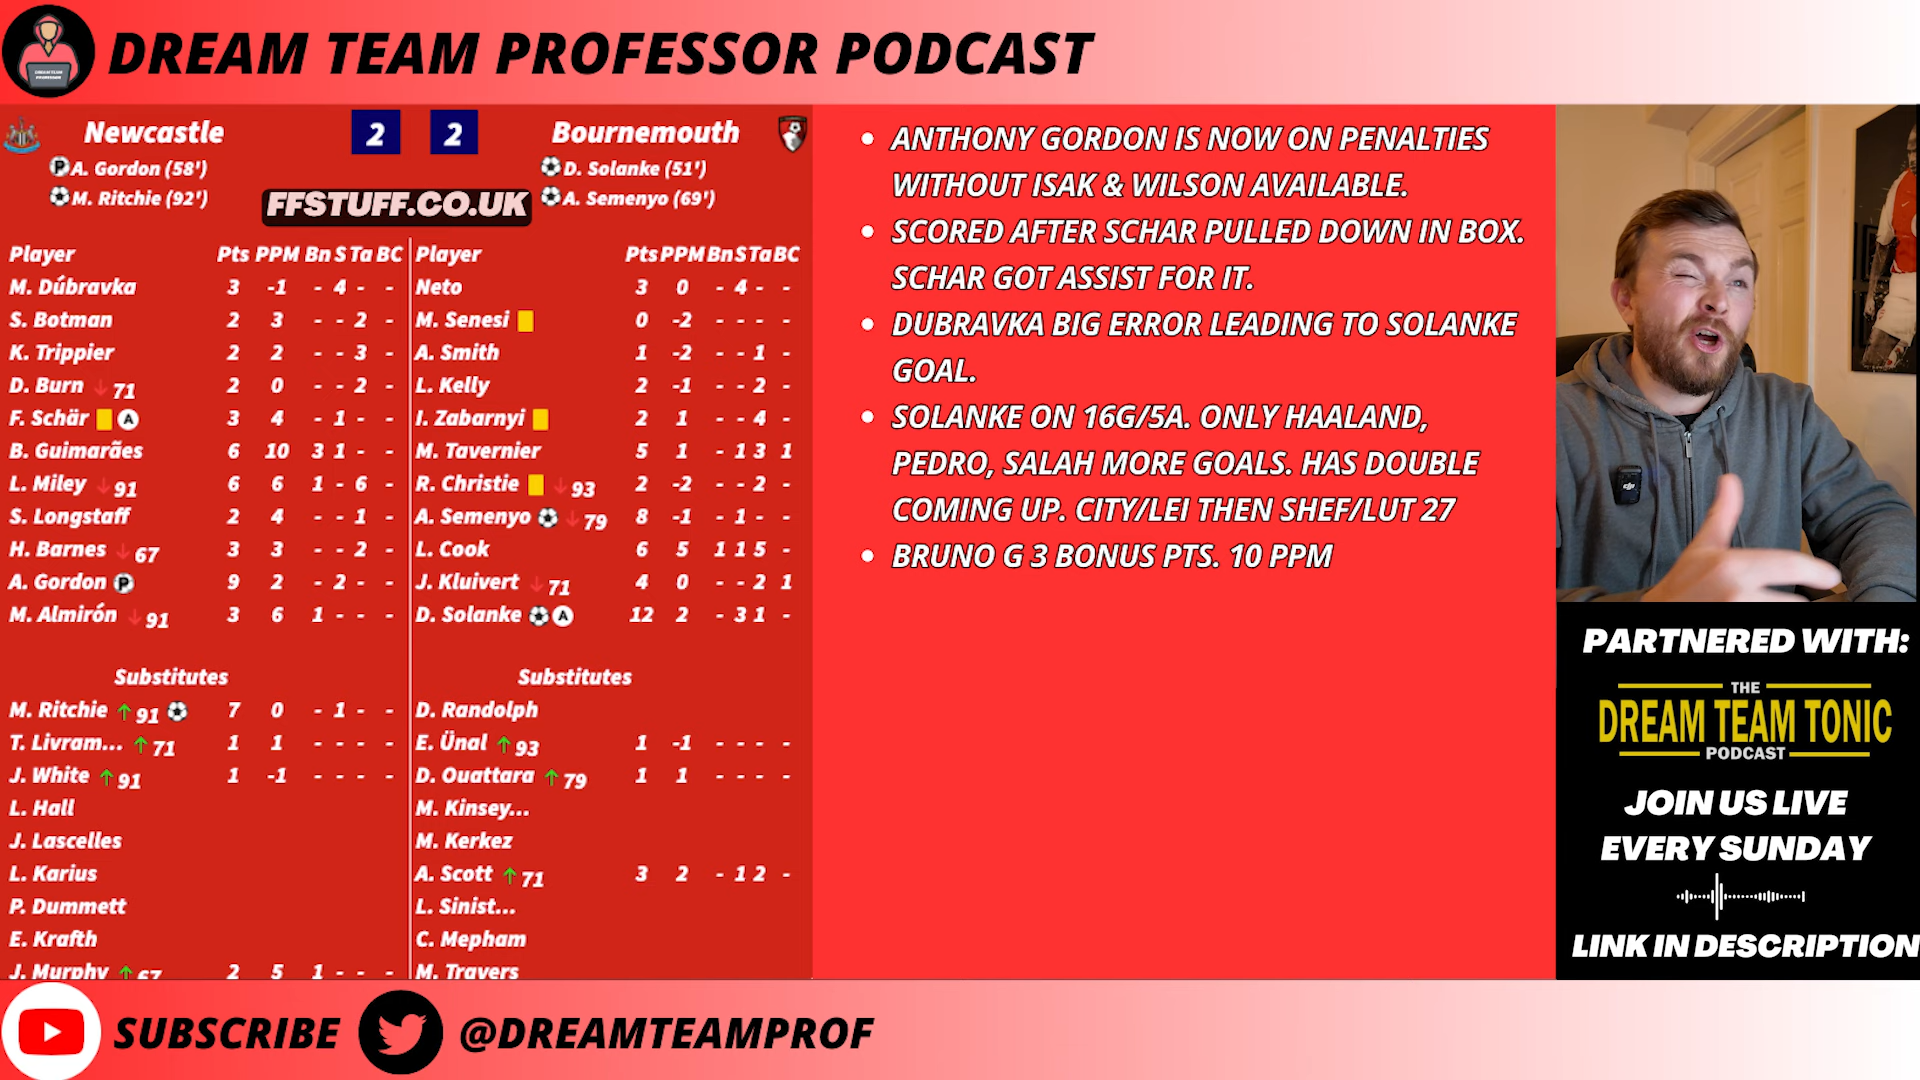 DREAM TEAM PROFESSOR PODCAST
Newcastle 2 2 Bournemouth
P A. Gordon (58') D. Solanke (51')
M. Ritchie (92') A. Semenyo (69')
FFSTUFF.CO.UK
Player Pts PPM Bn S Ta BC Player Pts PPM Bn S Ta BC
M. Dúbravka 3 -1 - 4 - - Neto 3 0 - 4 - -
S. Botman 2 3 - - 2 - M. Senesi 0 -2 - - - -
K. Trippier 2 2 - - 3 - A. Smith 1 -2 - - 1 -
D. Burn 71 2 0 - - 2 - L. Kelly 2 -1 - - 2 -
F. Schär A 3 4 - 1 - - I. Zabarnyi 2 1 - - 4 -
B. Guimarães 6 10 3 1 - - M. Tavernier 5 1 - 1 3 1
L. Miley 91 6 6 1 - 6 - R. Christie 93 2 -2 - - 2 -
S. Longstaff 2 4 - - 1 - A. Semenyo 79 8 -1 - 1 - -
H. Barnes 67 3 3 - - 2 - L. Cook 6 5 1 1 5 -
A. Gordon P 9 2 - 2 - - J. Kluivert 71 4 0 - - 2 1
M. Almirón 91 3 6 1 - - - D. Solanke A 12 2 - 3 1 -
Substitutes Substitutes
M. Ritchie 91 7 0 - 1 - - D. Randolph
T. Livram... 71 1 1 - - - - E. Ünal 93 1 -1 - - - -
J. White 91 1 -1 - - - - D. Ouattara 79 1 1 - - - -
L. Hall M. Kinsey...
J. Lascelles M. Kerkez
L. Karius A. Scott 71 3 2 - 1 2 -
P. Dummett L. Sinist...
E. Krafth C. Mepham
J. Murphy 67 2 5 1 - - - M. Travers
ANTHONY GORDON IS NOW ON PENALTIES
WITHOUT ISAK & WILSON AVAILABLE.
SCORED AFTER SCHAR PULLED DOWN IN BOX.
SCHAR GOT ASSIST FOR IT.
DUBRAVKA BIG ERROR LEADING TO SOLANKE
GOAL.
SOLANKE ON 16G/5A. ONLY HAALAND,
PEDRO, SALAH MORE GOALS. HAS DOUBLE
COMING UP. CITY/LEI THEN SHEF/LUT 27
BRUNO G 3 BONUS PTS. 10 PPM
PARTNERED WITH:
THE
DREAM TEAM TONIC
PODCAST
JOIN US LIVE
EVERY SUNDAY
LINK IN DESCRIPTION
SUBSCRIBE @DREAMTEAMPROF